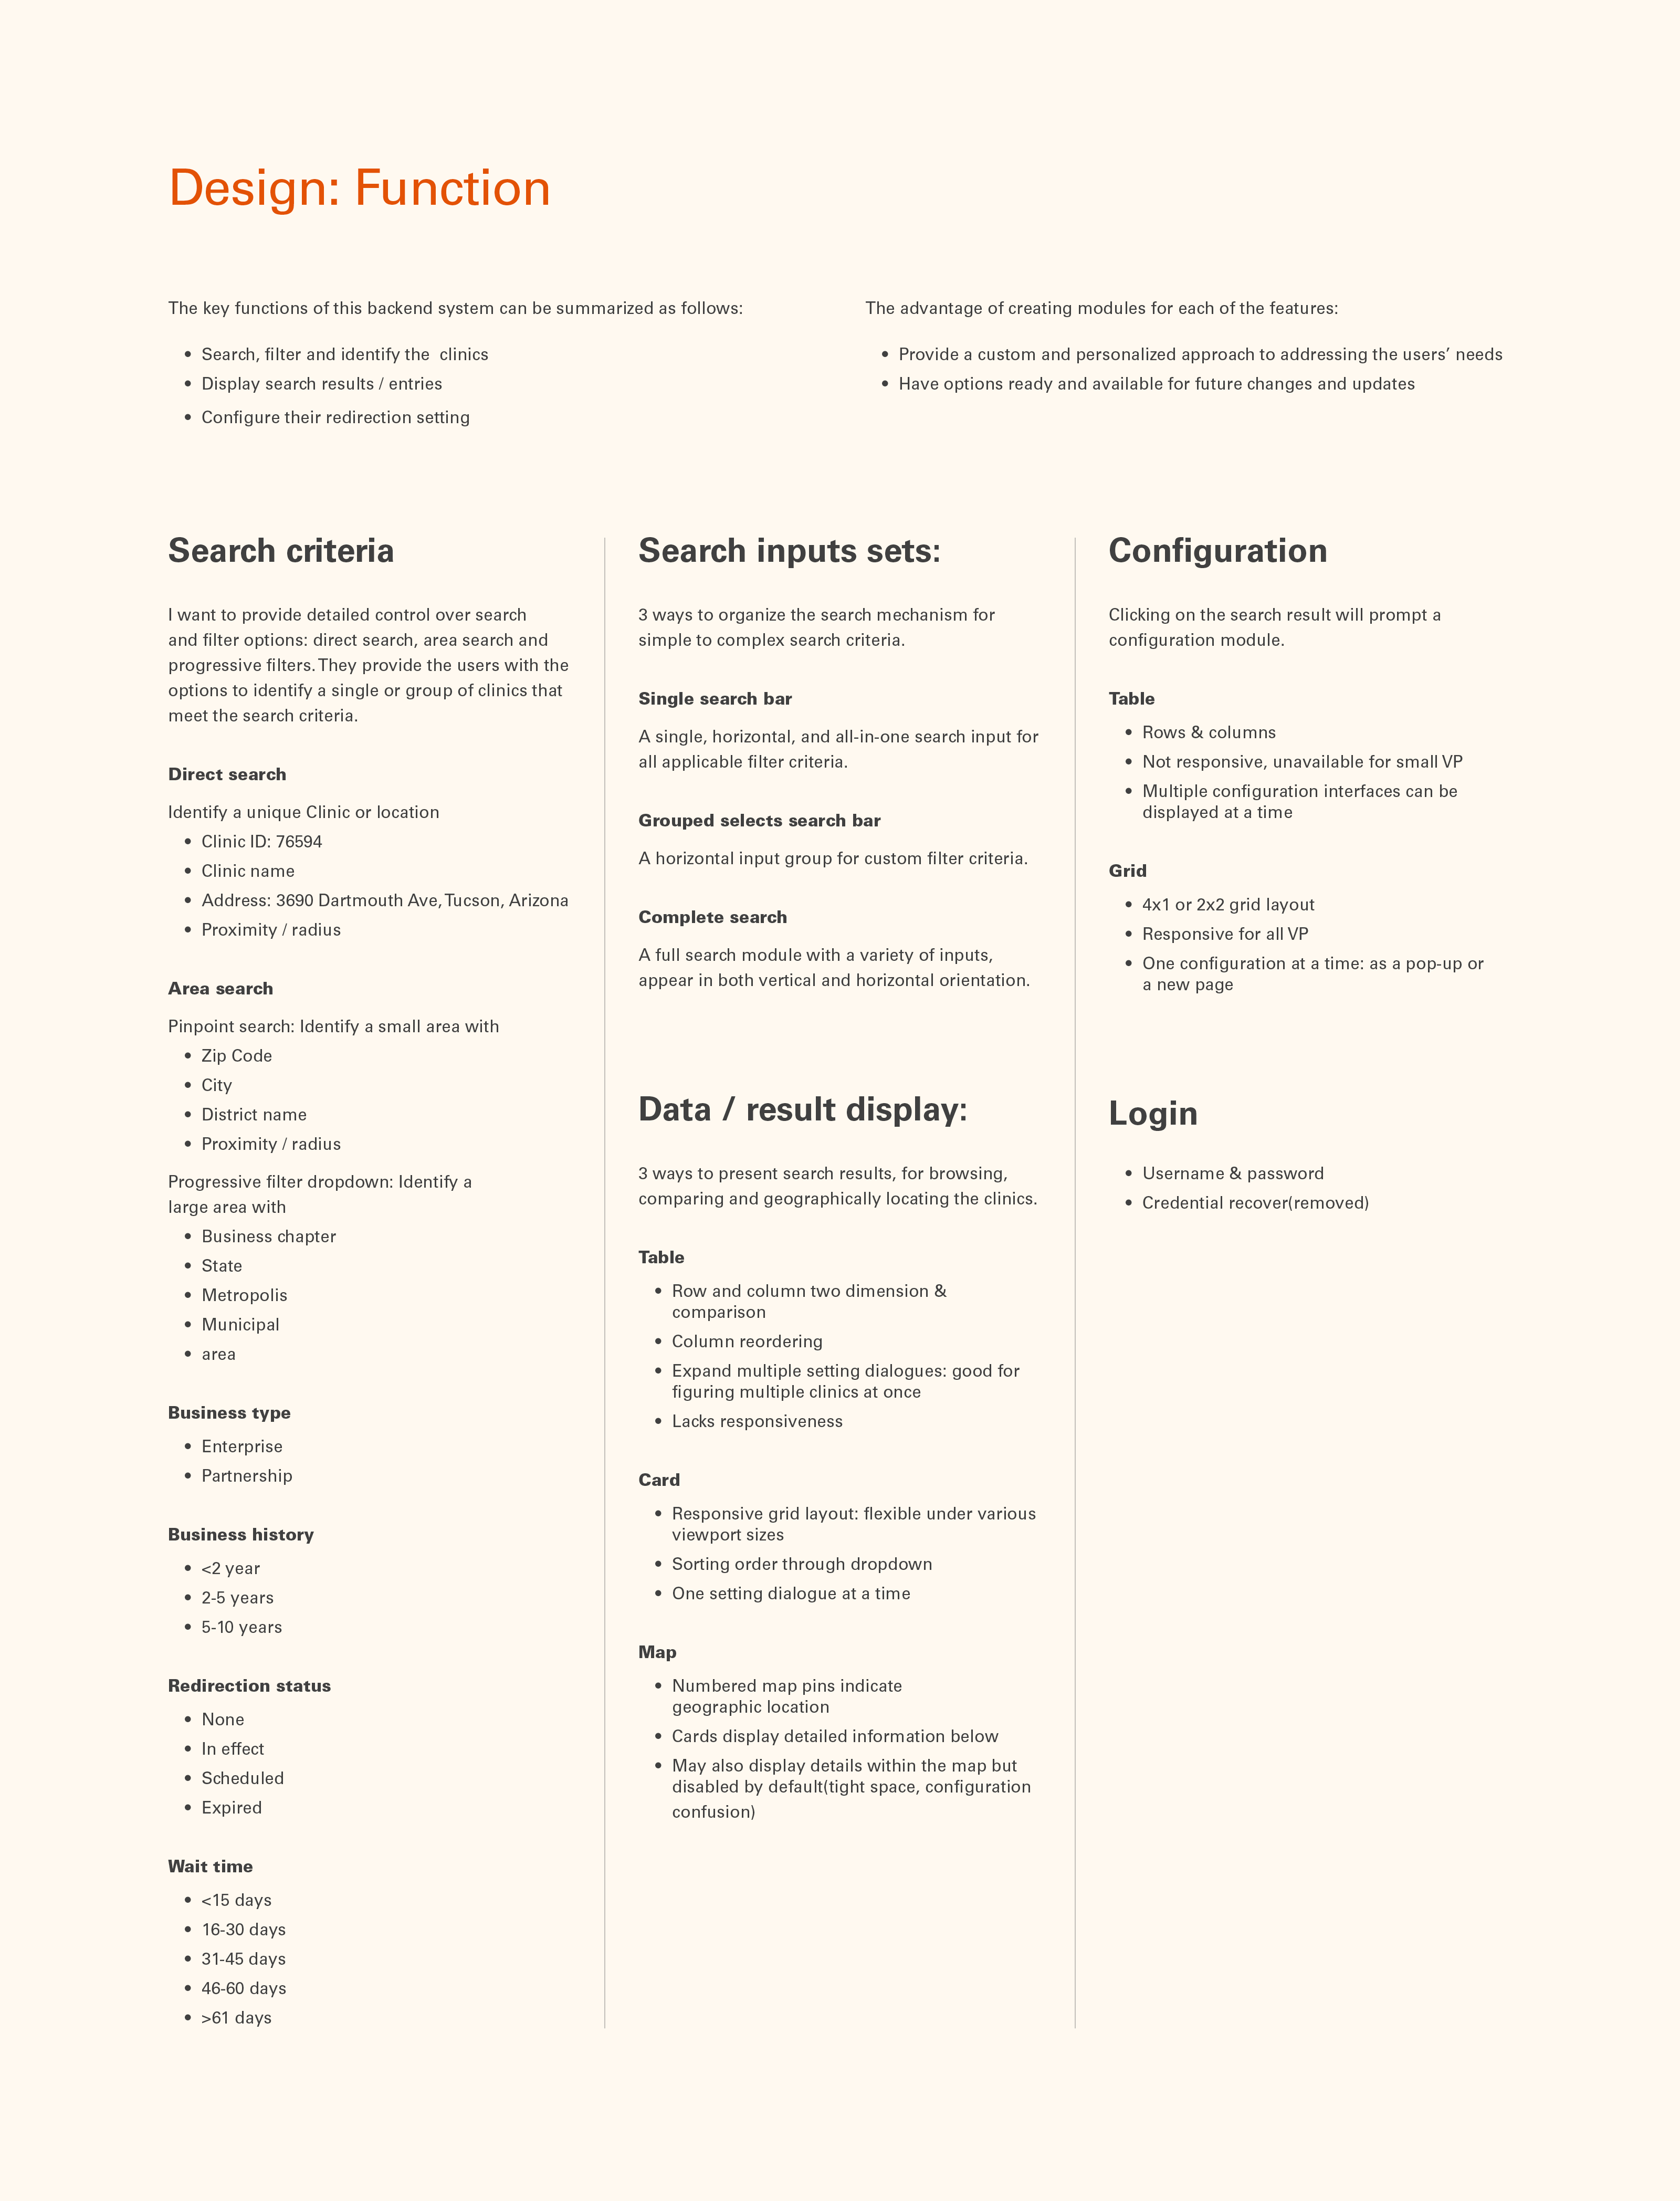 Design: Function
The key functions of this backend system can be summarized as follows:
• Search, filter and identify the  clinics
• Display search results / entries
• Configure their redirection setting
The advantage of creating modules for each of the features:
• Provide a custom and personalized approach to addressing the users’ needs
• Have options ready and available for future changes and updates
Search criteria
I want to provide detailed control over search
and filter options: direct search, area search and
progressive filters. They provide the users with the
options to identify a single or group of clinics that
meet the search criteria.
Direct search
Identify a unique Clinic or location
• Clinic ID: 76594
• Clinic name
• Address: 3690 Dartmouth Ave, Tucson, Arizona
• Proximity / radius
Area search
Pinpoint search: Identify a small area with
• Zip Code
• City
• District name
• Proximity / radius
Progressive filter dropdown: Identify a
large area with
• Business chapter
• State
• Metropolis
• Municipal
• area
Business type
• Enterprise
• Partnership
Business history
• <2 year
• 2-5 years
• 5-10 years
Redirection status
• None
• In effect
• Scheduled
• Expired
Wait time
• <15 days
• 16-30 days
• 31-45 days
• 46-60 days
• >61 days
Search inputs sets:
3 ways to organize the search mechanism for
simple to complex search criteria.
Single search bar
A single, horizontal, and all-in-one search input for
all applicable filter criteria.
Grouped selects search bar
A horizontal input group for custom filter criteria.
Complete search
A full search module with a variety of inputs,
appear in both vertical and horizontal orientation.
Data / result display:
3 ways to present search results, for browsing,
comparing and geographically locating the clinics.
Table
• Row and column two dimension &
comparison
• Column reordering
• Expand multiple setting dialogues: good for
figuring multiple clinics at once
• Lacks responsiveness
Card
• Responsive grid layout: flexible under various
viewport sizes
• Sorting order through dropdown
• One setting dialogue at a time
Map
• Numbered map pins indicate
geographic location
• Cards display detailed information below
• May also display details within the map but
disabled by default(tight space, configuration
confusion)
Configuration
Clicking on the search result will prompt a
configuration module.
Table
• Rows & columns
• Not responsive, unavailable for small VP
• Multiple configuration interfaces can be
displayed at a time
Grid
• 4x1 or 2x2 grid layout
• Responsive for all VP
• One configuration at a time: as a pop-up or
a new page
Login
• Username & password
• Credential recover(removed)